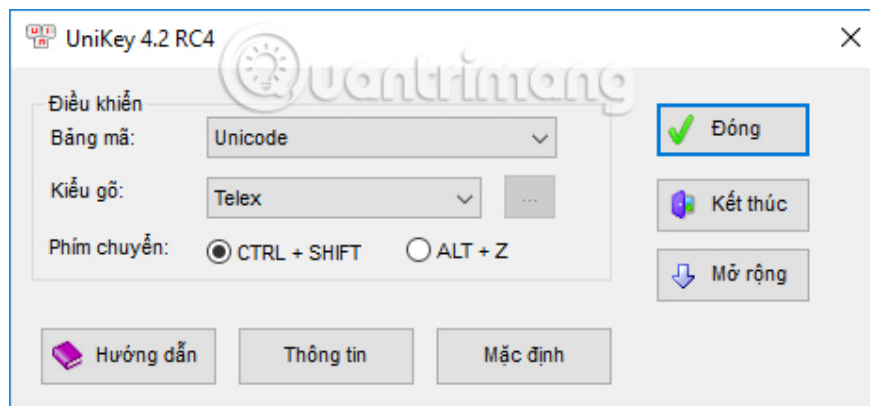 UniKey 4.2 RC4
Quantrimang
Điều khiển
Bảng mã: Unicode
Kiểu gõ: Telex ...
Phím chuyển: CTRL + SHIFT ALT + Z
Đóng
Kết thúc
Mở rộng
Hướng dẫn Thông tin Mặc định